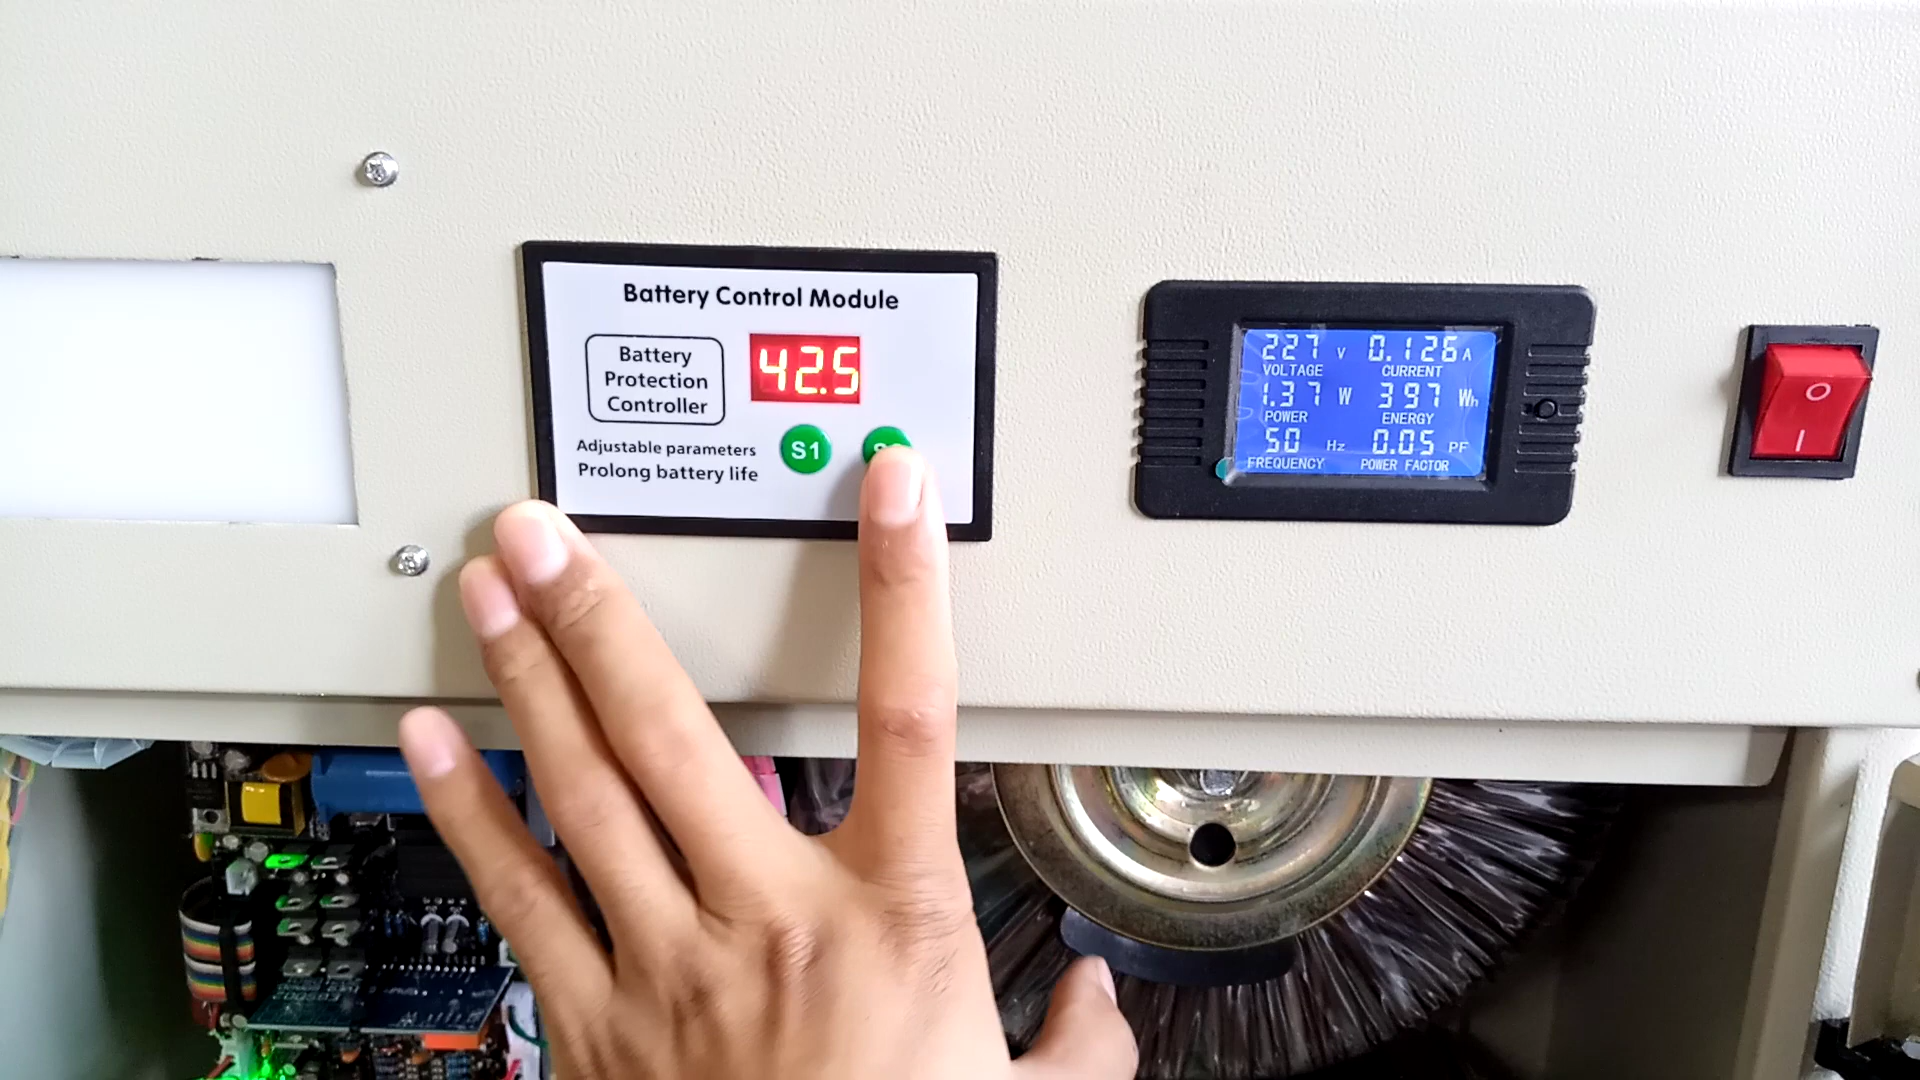 Battery Control Module
Battery
Protection
Controller
42.5
Adjustable parameters
Prolong battery life
S1
227 V 0.126 A
VOLTAGE CURRENT
1.37 W 397 Wh
POWER ENERGY
50 Hz 0.05 PF
FREQUENCY POWER FACTOR